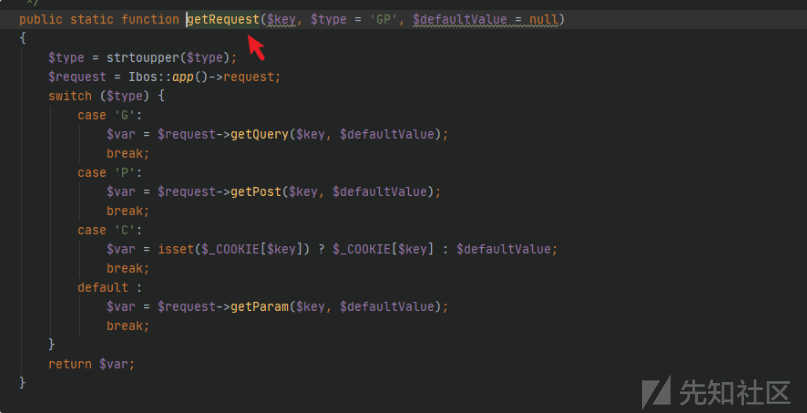 */
public static function getRequest($key, $type = 'GP', $defaultValue = null)
{
    $type = strtoupper($type);
    $request = Ibos::app()->request;
    switch ($type) {
        case 'G':
            $var = $request->getQuery($key, $defaultValue);
            break;
        case 'P':
            $var = $request->getPost($key, $defaultValue);
            break;
        case 'C':
            $var = isset($_COOKIE[$key]) ? $_COOKIE[$key] : $defaultValue;
            break;
        default :
            $var = $request->getParam($key, $defaultValue);
            break;
    }
    return $var;
}
先知社区